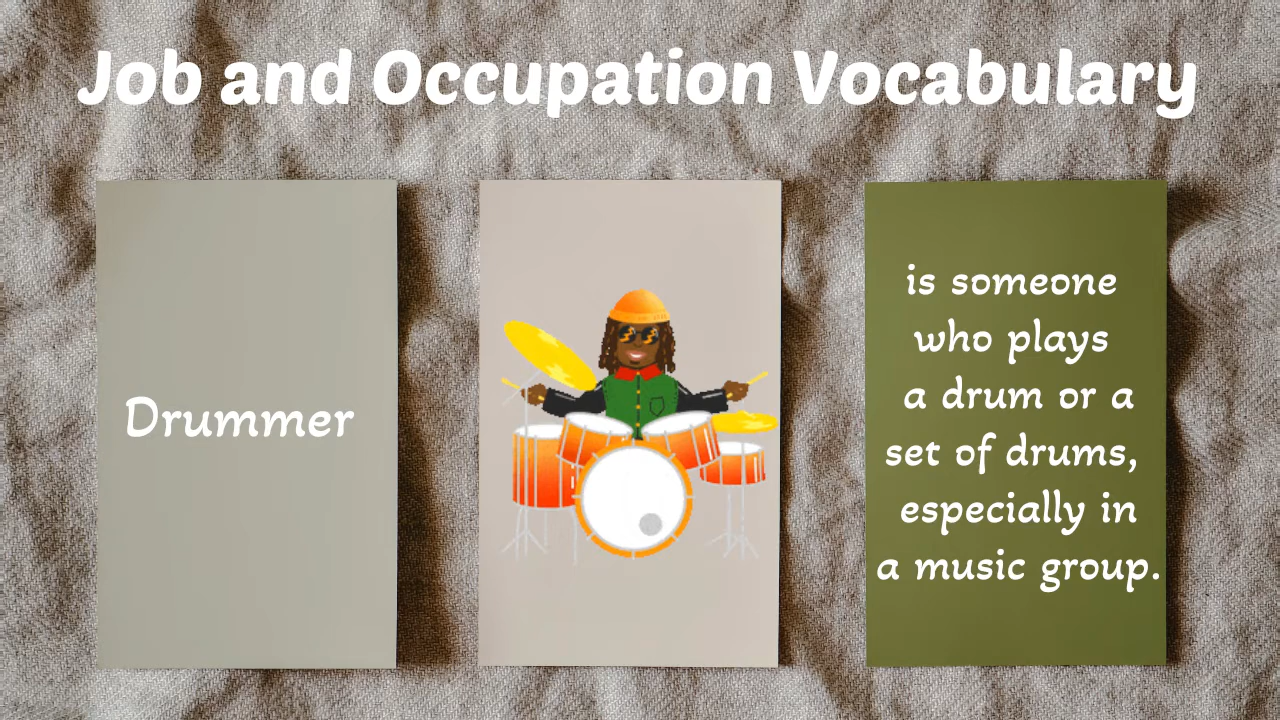 Job and Occupation Vocabulary
Drummer
is someone
who plays
a drum or a
set of drums,
especially in
a music group.